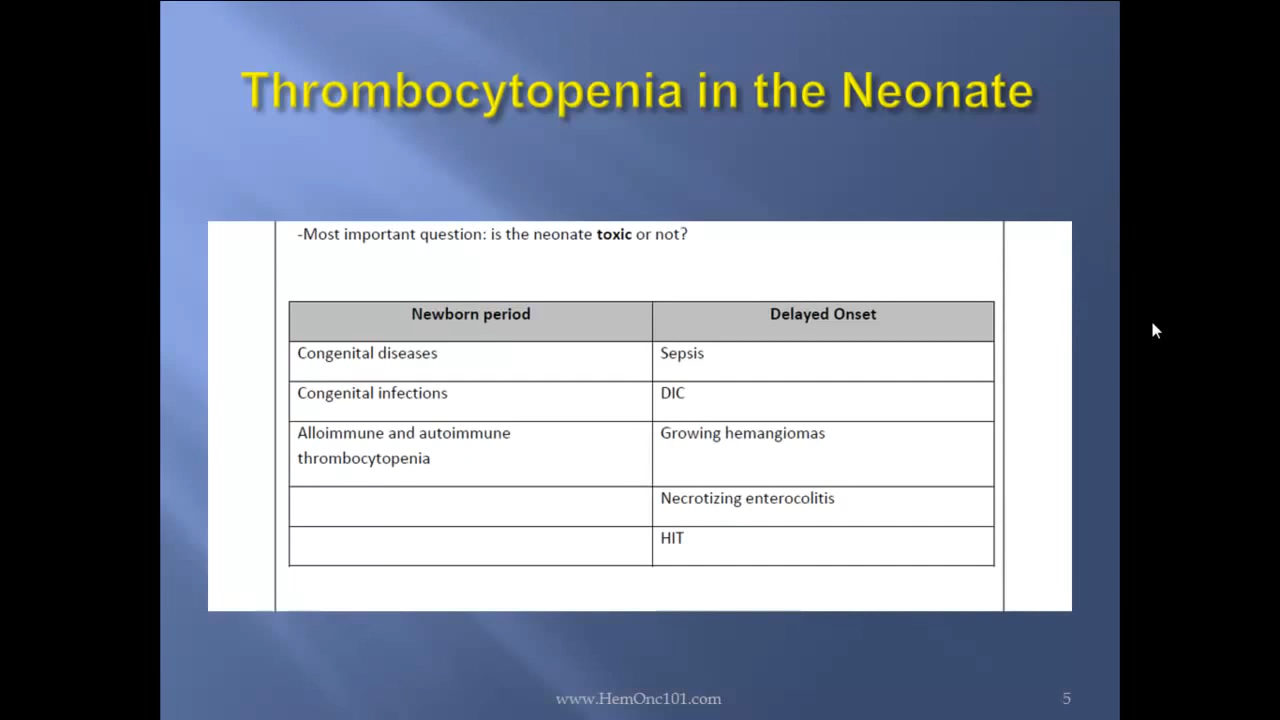 Thrombocytopenia in the Neonate
-Most important question: is the neonate toxic or not?
Newborn period Delayed Onset
Congenital diseases Sepsis
Congenital infections DIC
Alloimmune and autoimmune Growing hemangiomas
thrombocytopenia
Necrotizing enterocolitis
HIT
www.HemOnc101.com 5